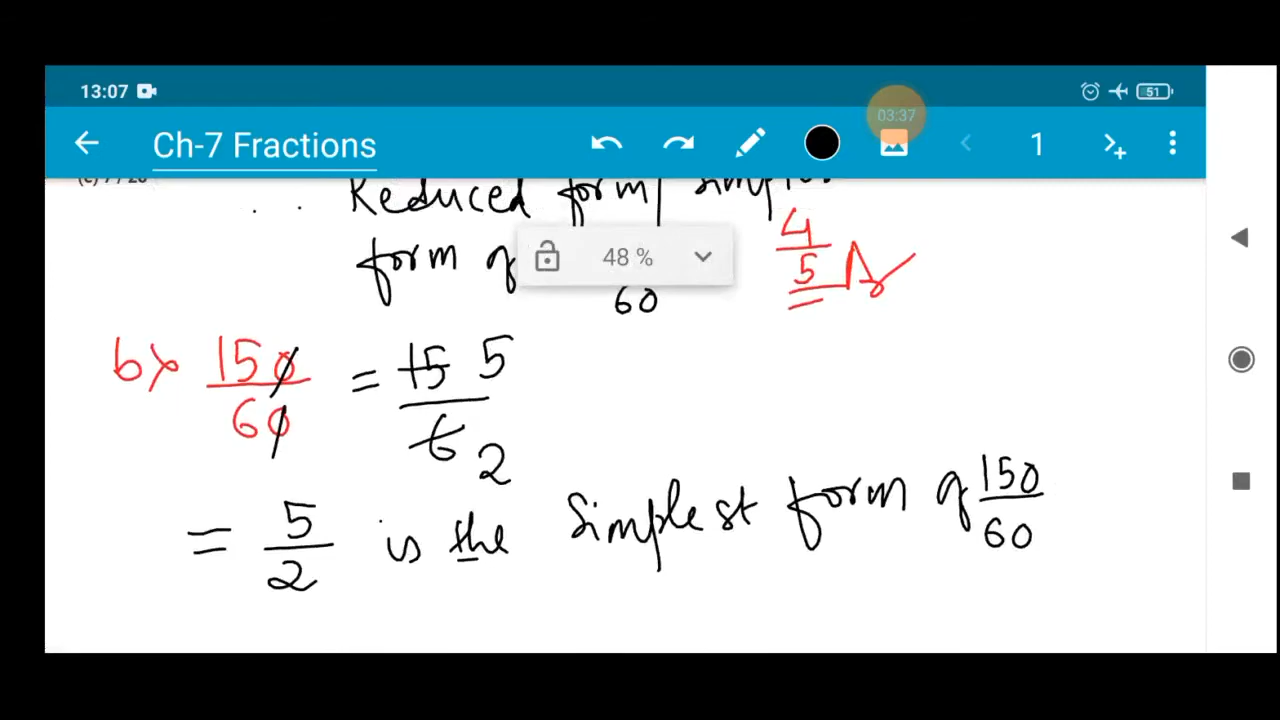 13:07 51
03:37
Ch-7 Fractions 1
Reduced form/
form of 48 % 4/5
60
b) 150/60 = 15/6 5/2
= 5/2 is the simplest form of 150/60